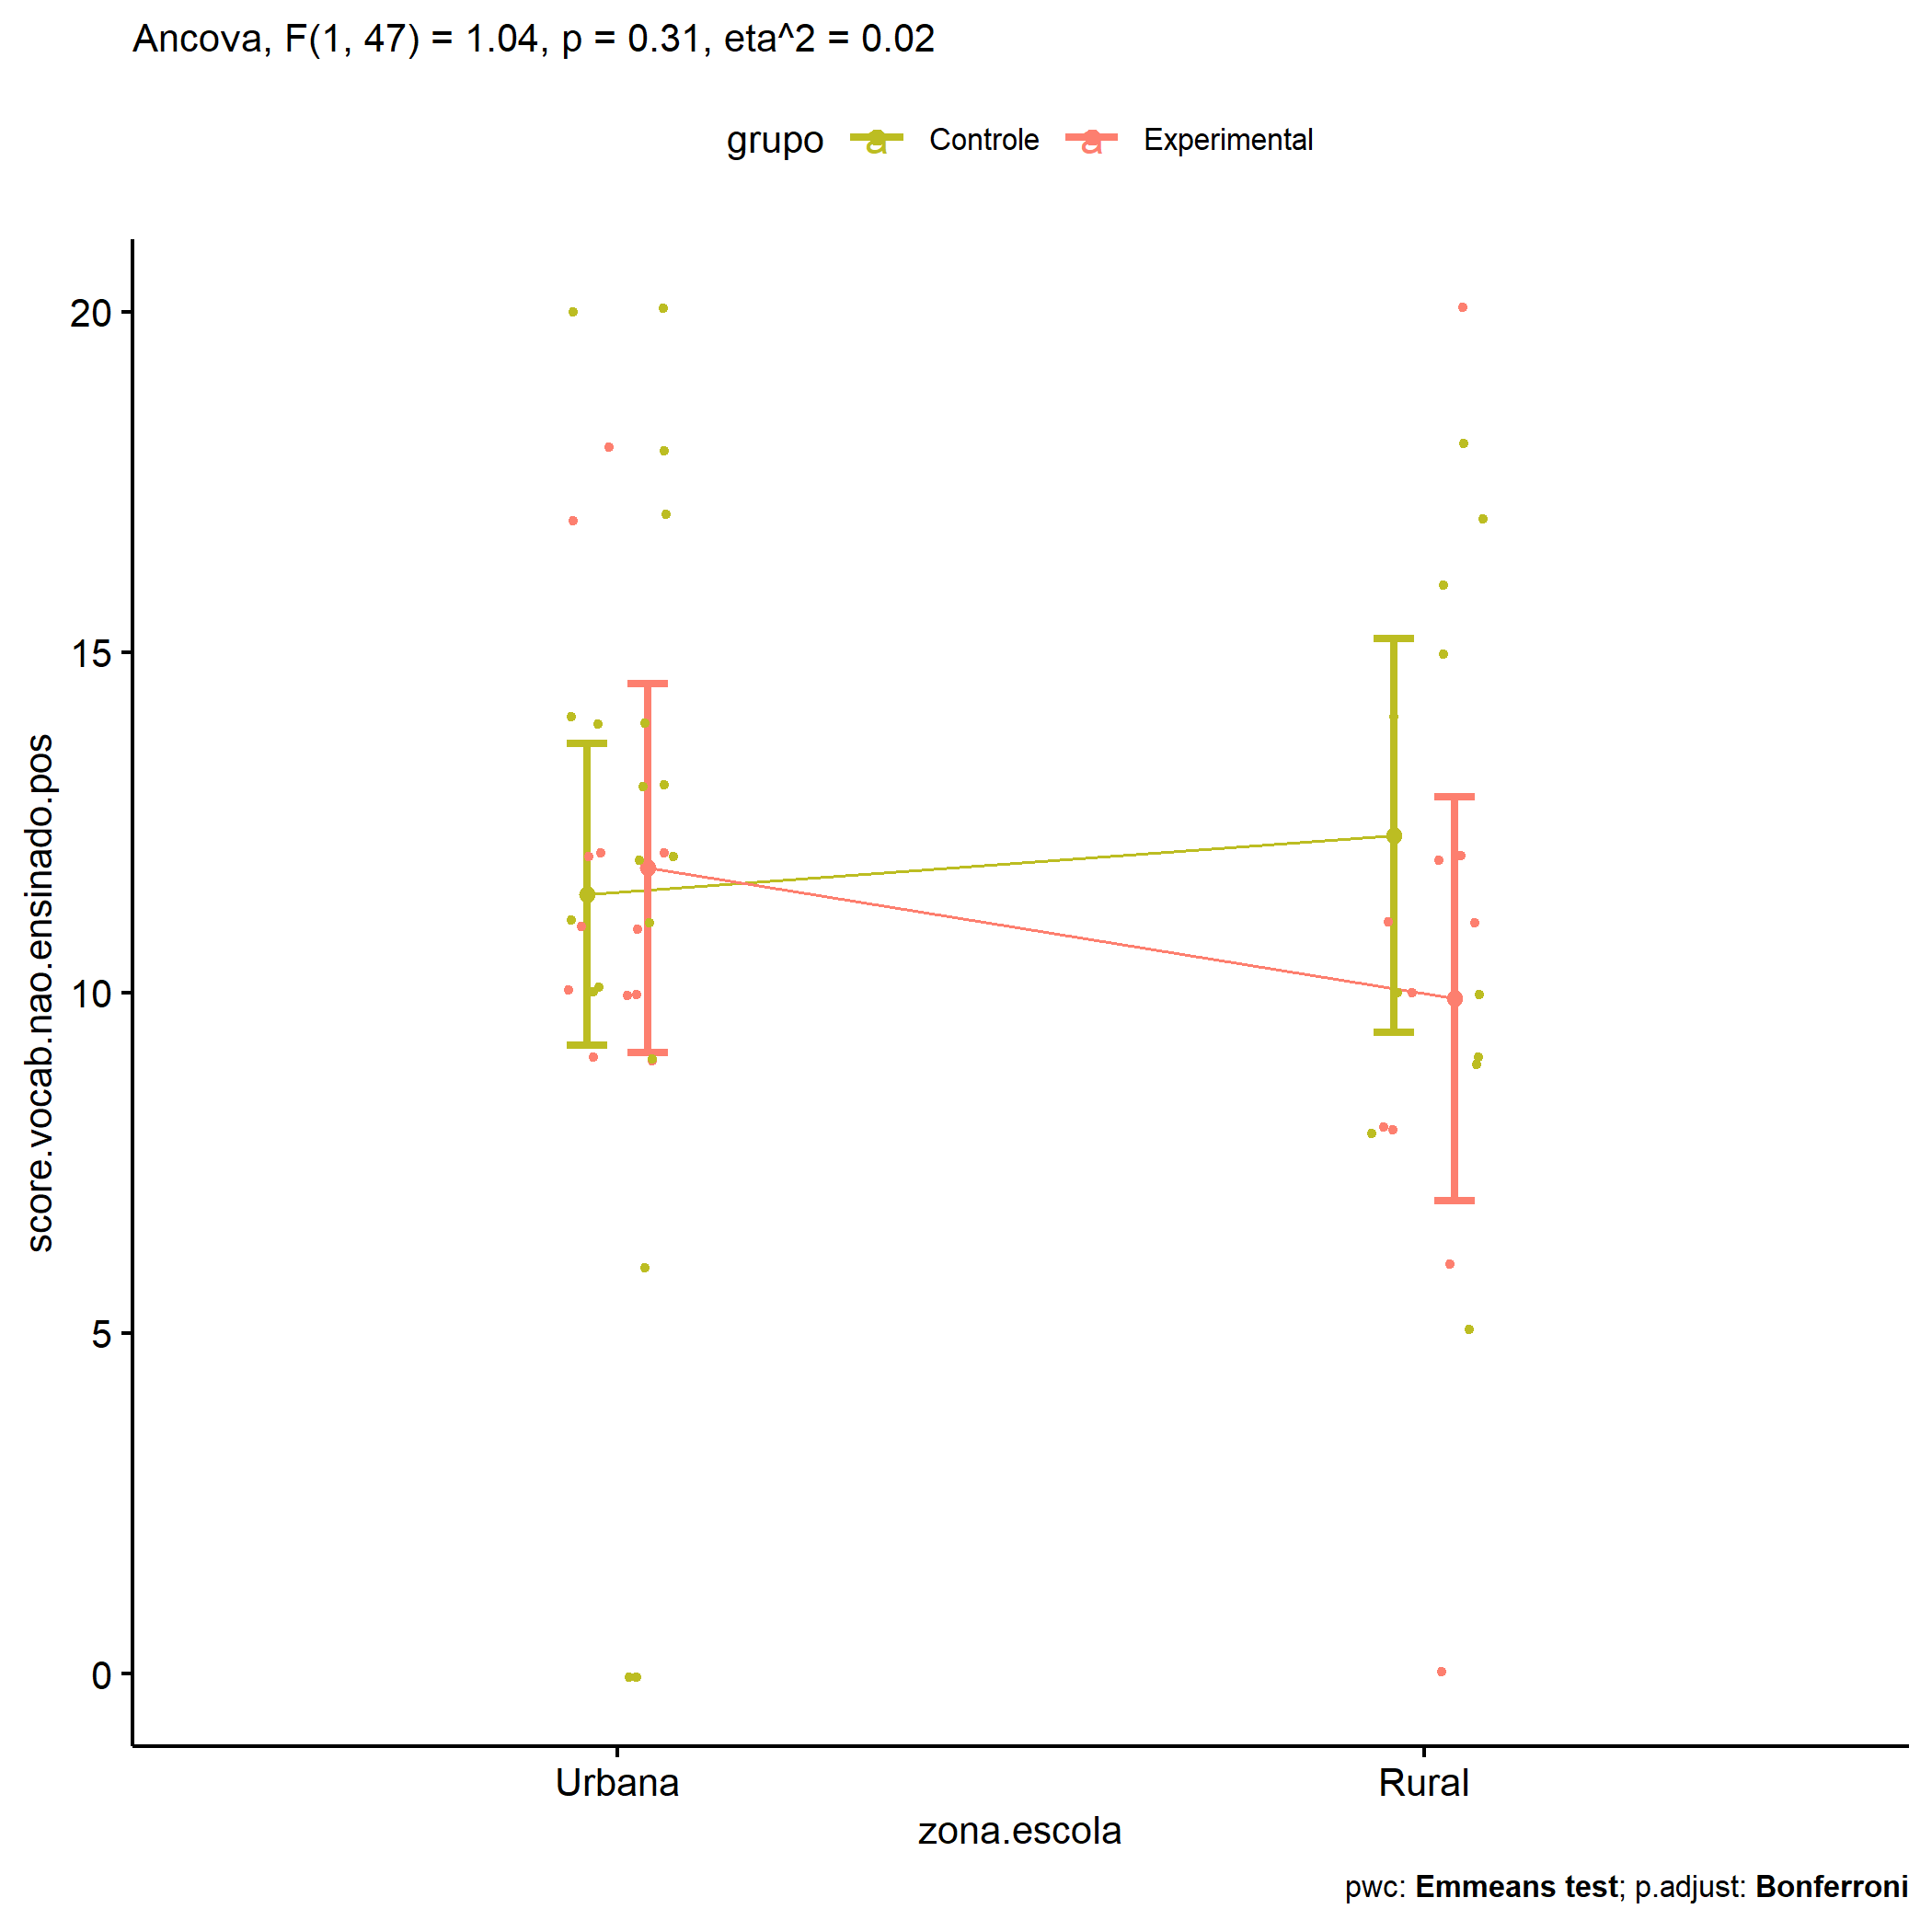 Ancova, F(1, 47) = 1.04, p = 0.31, eta^2 = 0.02
grupo a Controle a Experimental
20
15
10
5
0
score.vocab.nao.ensinado.pos
Urbana Rural
zona.escola
pwc: Emmeans test; p.adjust: Bonferroni